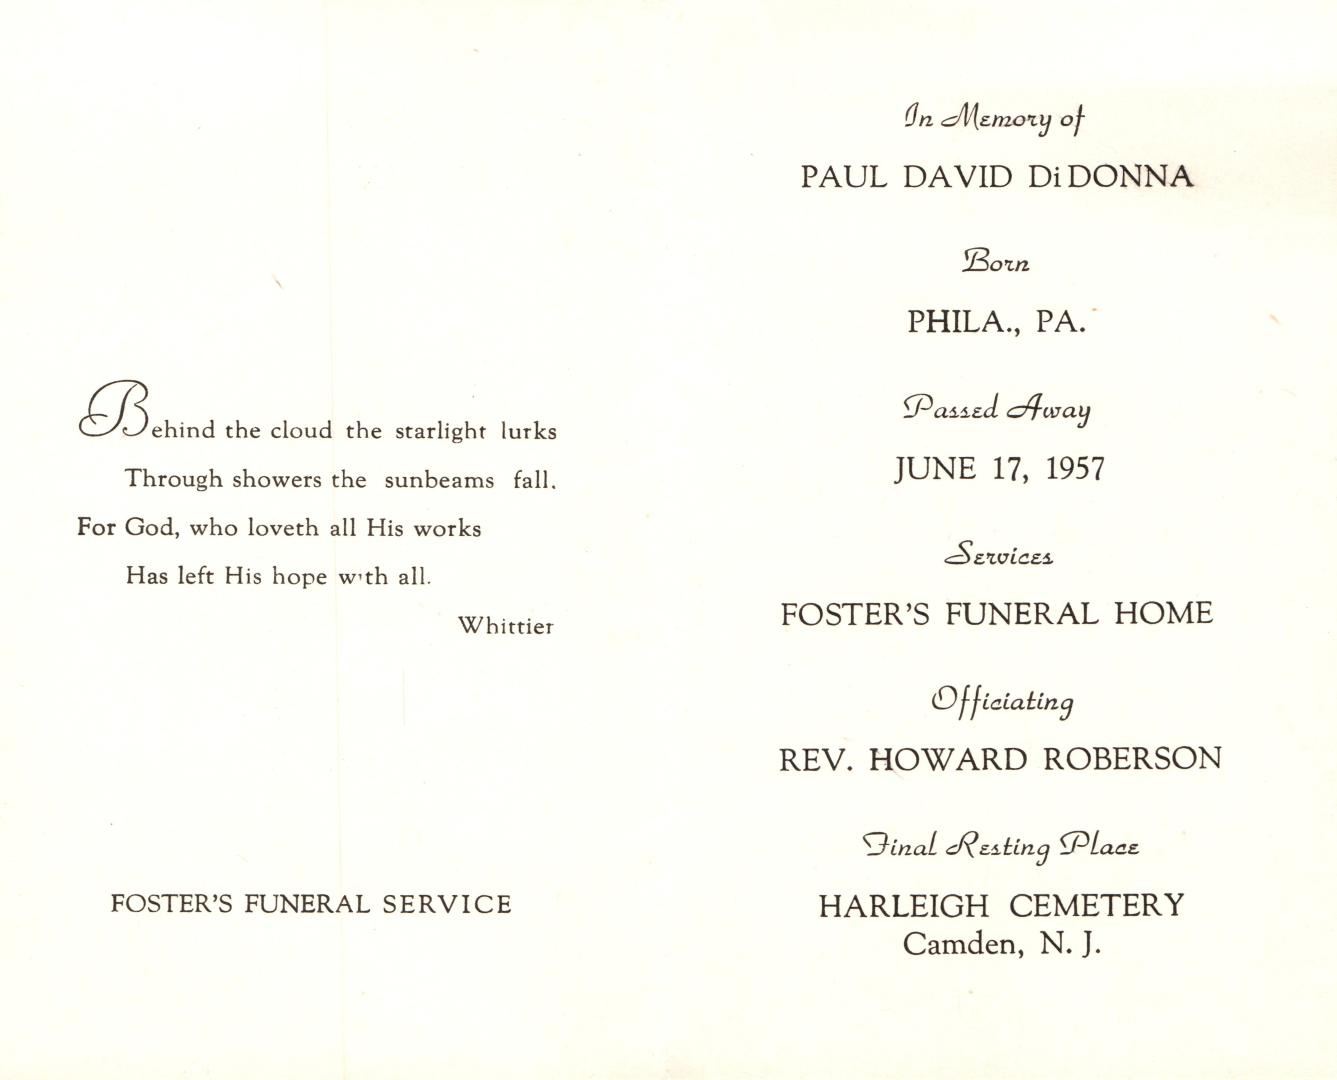 Behind the cloud the starlight lurks
Through showers the sunbeams fall.
For God, who loveth all His works
Has left His hope with all.
Whittier
FOSTER'S FUNERAL SERVICE
In Memory of
PAUL DAVID DiDONNA
Born
PHILA., PA.
Passed Away
JUNE 17, 1957
Services
FOSTER'S FUNERAL HOME
Officiating
REV. HOWARD ROBERSON
Final Resting Place
HARLEIGH CEMETERY
Camden, N. J.